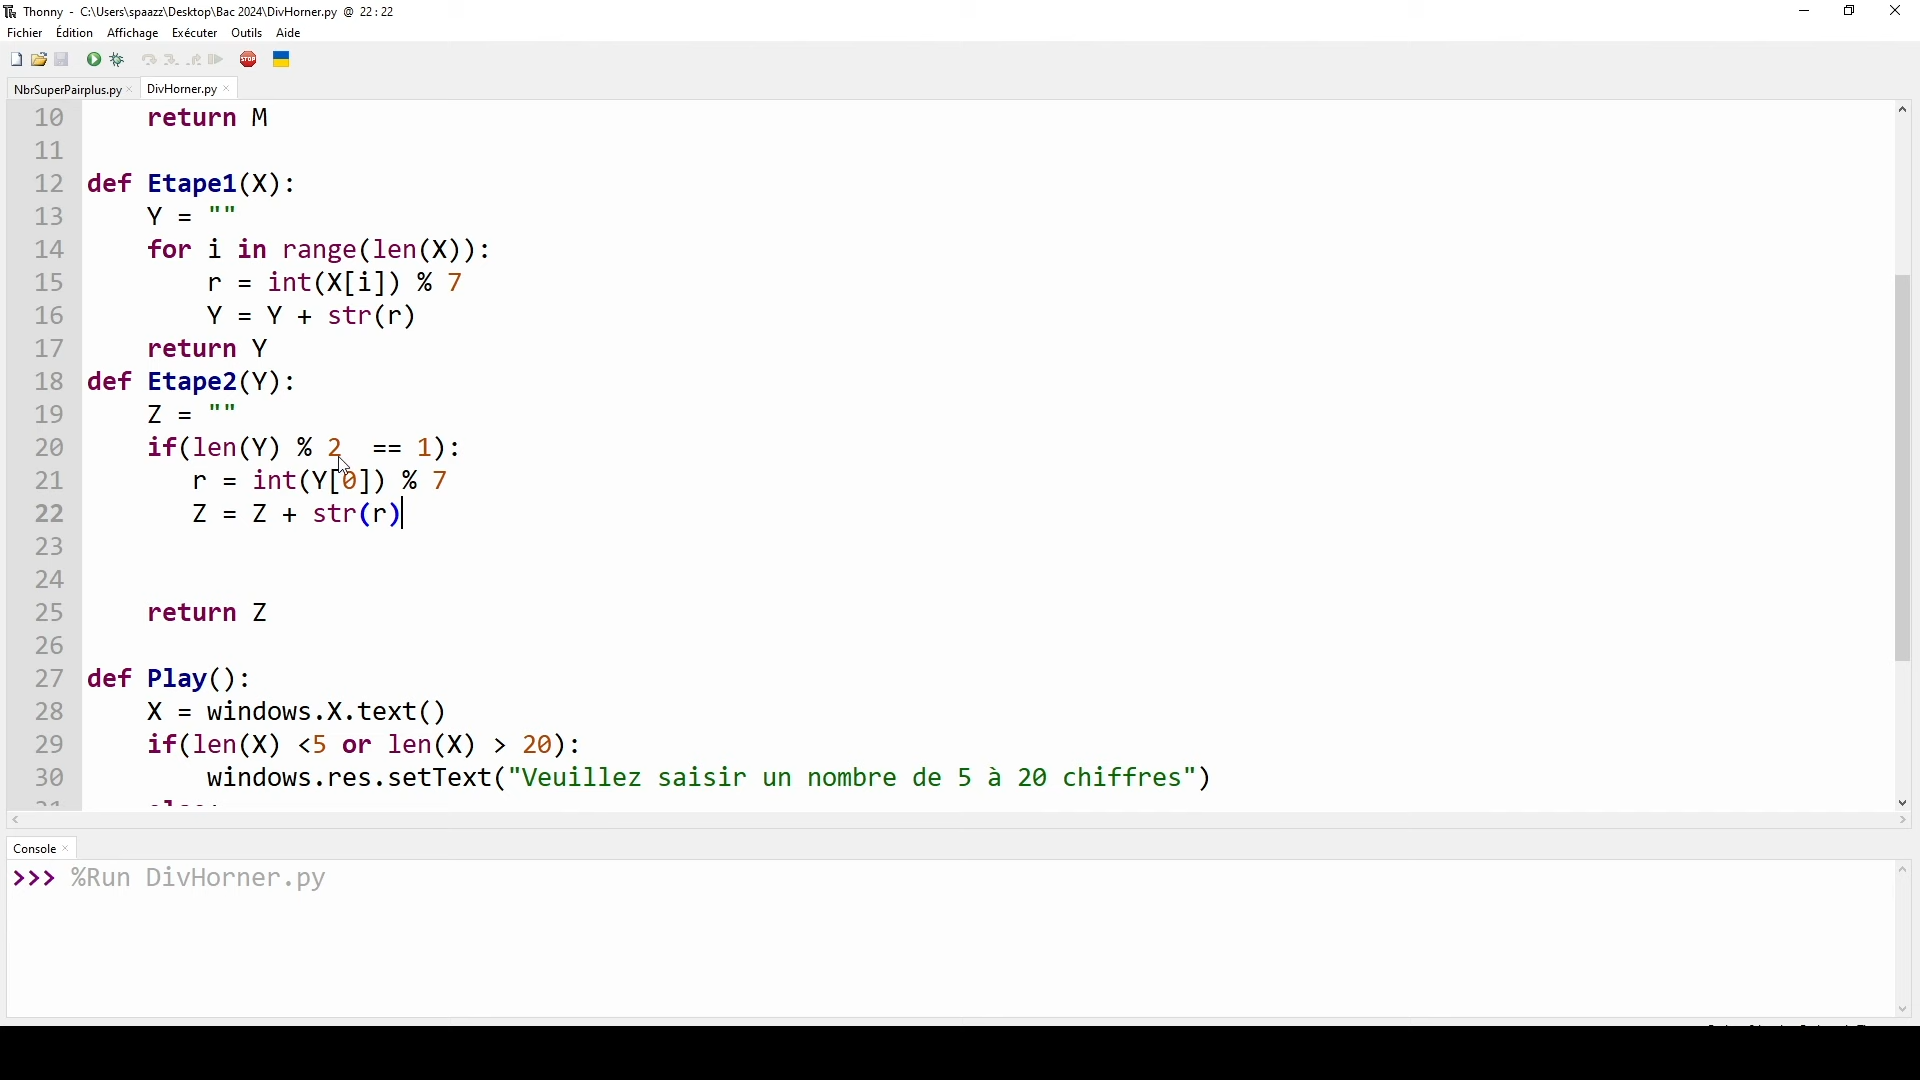 Thonny - C:\Users\spaazz\Desktop\Bac 2024\DivHorner.py @ 22 : 22
Fichier Édition Affichage Exécuter Outils Aide
STOP
NbrSuperPairplus.py × DivHorner.py ×
10 return M
11
12 def Etape1(X):
13 Y = ""
14 for i in range(len(X)):
15 r = int(X[i]) % 7
16 Y = Y + str(r)
17 return Y
18 def Etape2(Y):
19 Z = ""
20 if(len(Y) % 2 == 1):
21 r = int(Y[0]) % 7
22 Z = Z + str(r)
23
24
25 return Z
26
27 def Play():
28 X = windows.X.text()
29 if(len(X) <5 or len(X) > 20):
30 windows.res.setText("Veuillez saisir un nombre de 5 à 20 chiffres")
Console ×
>>> %Run DivHorner.py